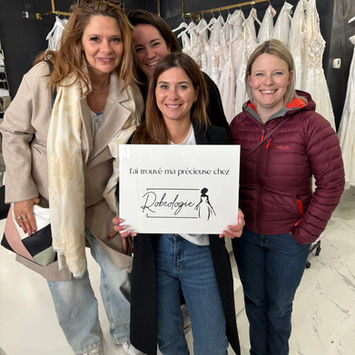 J'ai trouvé ma précieuse chez
Robeologie